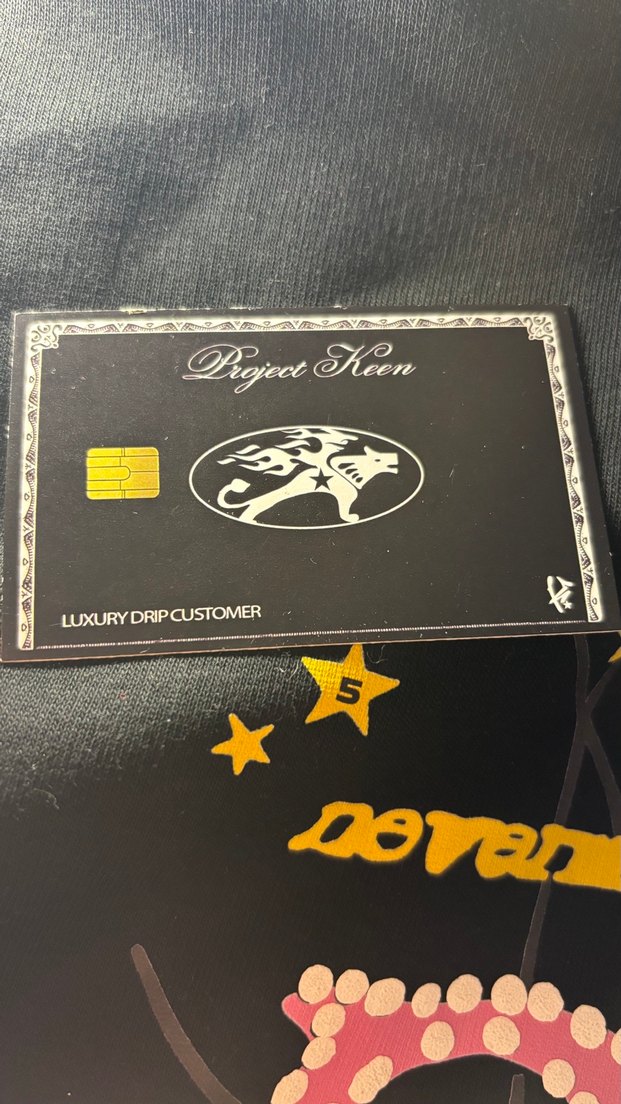 Project Keen
LUXURY DRIP CUSTOMER
5